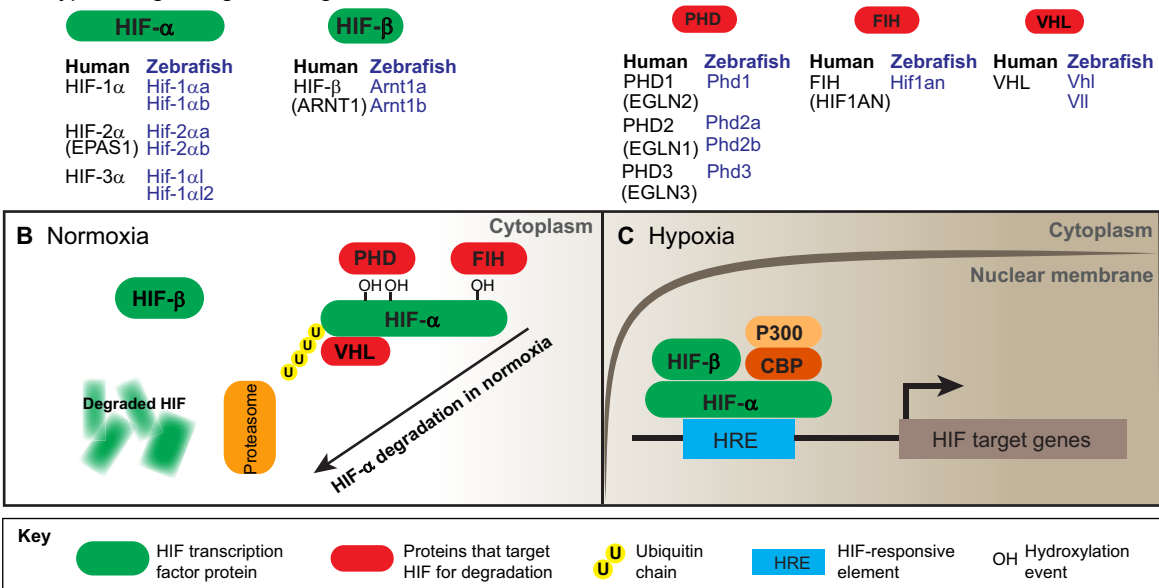 HIF-α
HIF-β
PHD
FIH
VHL
Human Zebrafish
HIF-1α Hif-1αa
Hif-1αb
HIF-2α Hif-2αa
(EPAS1) Hif-2αb
HIF-3α Hif-1αl
Hif-1αl2
Human Zebrafish
HIF-β Arnt1a
(ARNT1) Arnt1b
Human Zebrafish
PHD1 Phd1
(EGLN2)
PHD2 Phd2a
(EGLN1) Phd2b
PHD3 Phd3
(EGLN3)
Human Zebrafish
FIH Hif1an
(HIF1AN)
Human Zebrafish
VHL Vhl
Vll
B Normoxia
Cytoplasm
PHD
FIH
OH OH
OH
HIF-β
HIF-α
VHL
U
U
U
U
Degraded HIF
Proteasome
HIF-α degradation in normoxia
C Hypoxia
Cytoplasm
Nuclear membrane
P300
HIF-β
CBP
HIF-α
HRE
HIF target genes
Key
HIF transcription
factor protein
Proteins that target
HIF for degradation
U
U
Ubiquitin
chain
HRE
HIF-responsive
element
OH
Hydroxylation
event